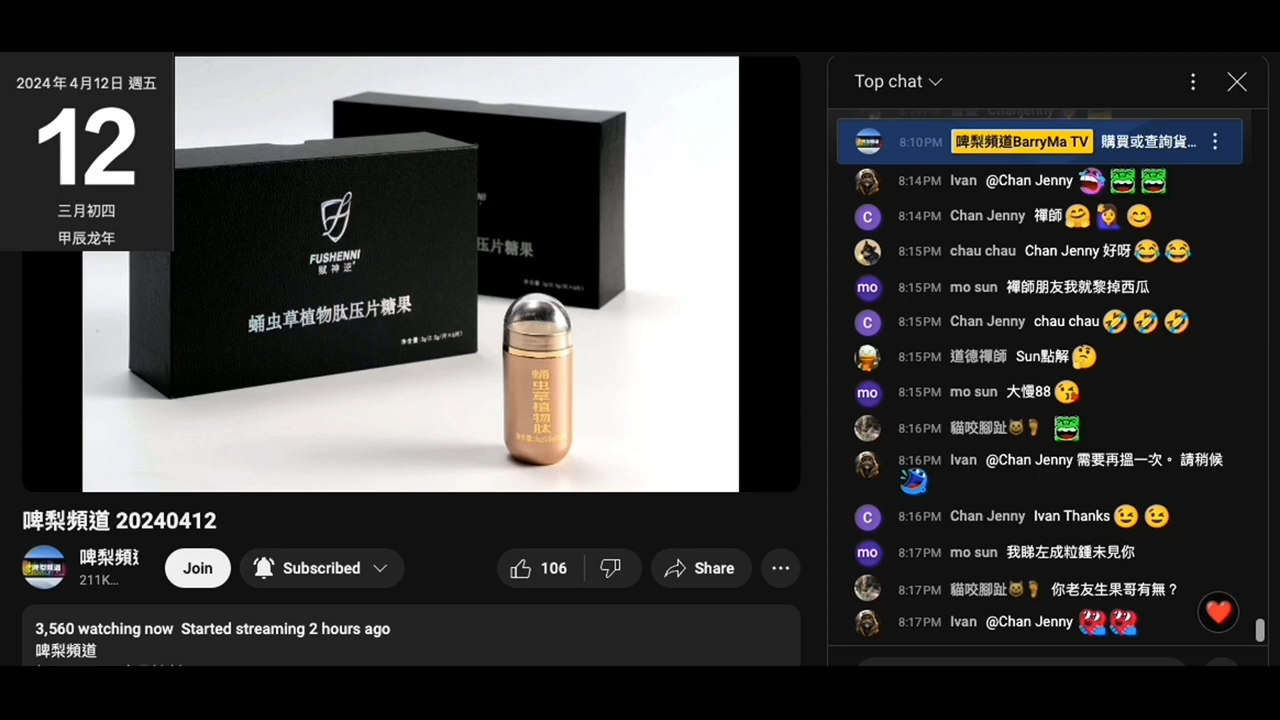 2024年4月12日 週五
12
三月初四
甲辰龙年
FUSHENNI
赋神逆
蛹虫草植物肽压片糖果
压片糖果
蛹虫草植物肽
啤梨頻道 20240412
啤梨頻道
211K...
Join
Subscribed
106
Share
3,560 watching now Started streaming 2 hours ago
啤梨頻道
Top chat
8:10PM 啤梨頻道BarryMa TV 購買或查詢貨...
8:14PM Ivan @Chan Jenny
8:14PM Chan Jenny 禪師
8:15PM chau chau Chan Jenny 好呀
8:15PM mo sun 禪師朋友我就黎掉西瓜
8:15PM Chan Jenny chau chau
8:15PM 道德禪師 Sun點解
8:15PM mo sun 大慢88
8:16PM 貓咬腳趾
8:16PM Ivan @Chan Jenny 需要再搵一次。 請稍候
8:16PM Chan Jenny Ivan Thanks
8:17PM mo sun 我睇左成粒鍾未見你
8:17PM 貓咬腳趾 你老友生果哥有無？
8:17PM Ivan @Chan Jenny